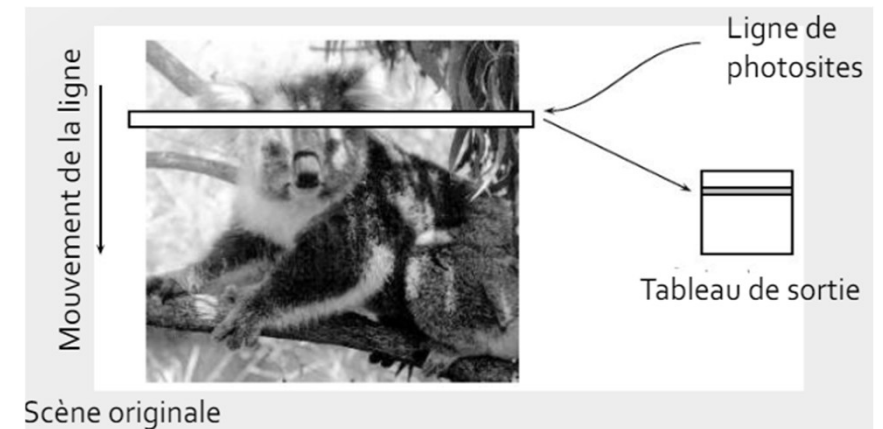 Ligne de
photosites
Mouvement de la ligne
Tableau de sortie
Scène originale